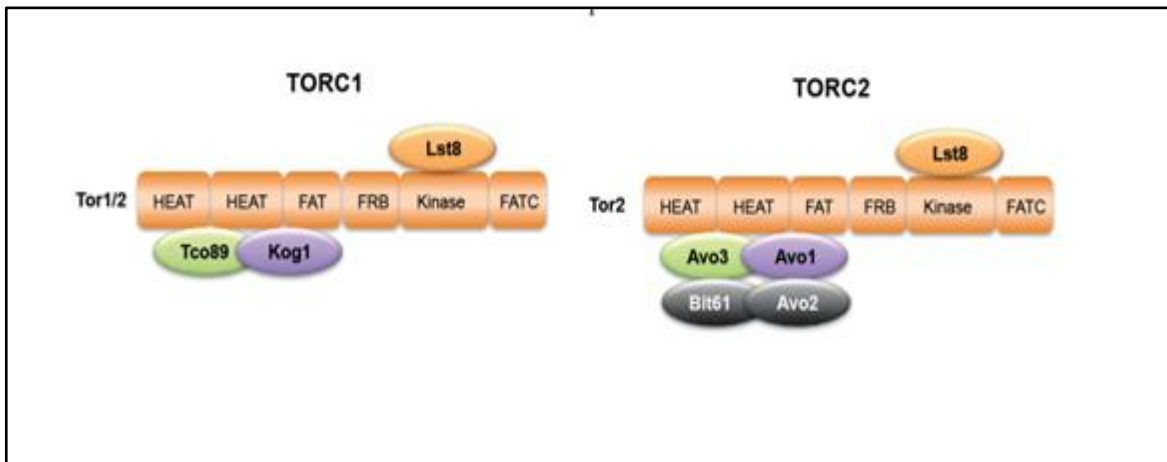 TORC1
Lst8
Tor1/2 HEAT HEAT FAT FRB Kinase FATC
Tco89 Kog1
TORC2
Lst8
Tor2 HEAT HEAT FAT FRB Kinase FATC
Avo3 Avo1
Bit61 Avo2